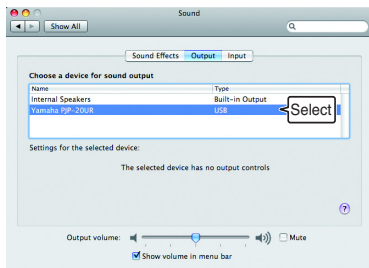 Sound
Show All
Sound Effects Output Input
Choose a device for sound output
Name Type
Internal Speakers Built-in Output
Yamaha PJP-20UR USB
Select
Settings for the selected device:
The selected device has no output controls
?
Output volume: Mute
Show volume in menu bar